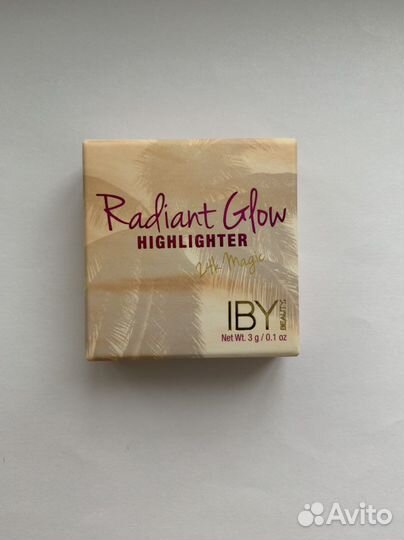 Radiant Glow
HIGHLIGHTER
24k Magic
IBY BEAUTY
Net Wt. 3 g / 0.1 oz
Avito